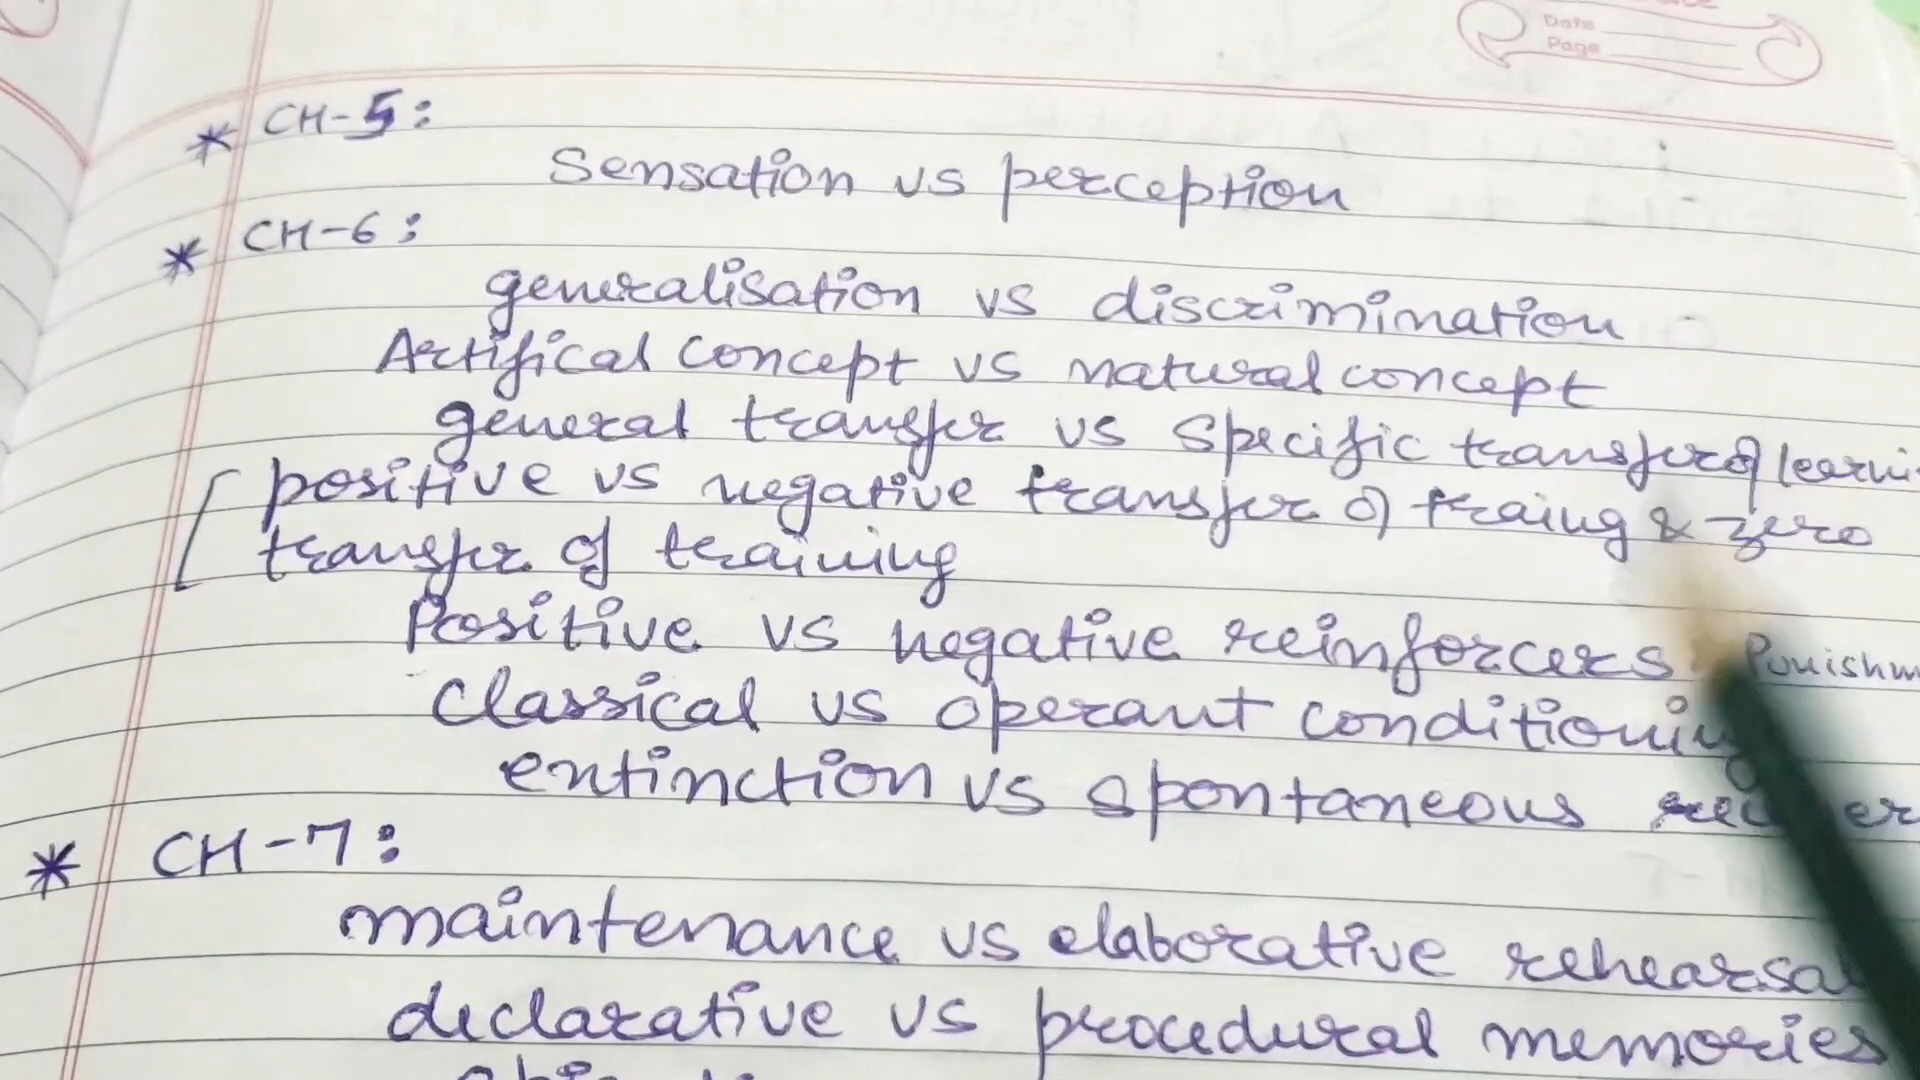 Date
Page
* CH-5:
Sensation vs perception
* CH-6:
generalisation vs discrimination
Artifical concept vs natural concept
general transfer vs Specific transfer of learni
positive vs negative transfer of traing & zero
transfer of training
Positive vs negative reinforcers. Punishm
Classical vs operant conditioning
extinction vs spontaneous
* CH-7:
maintenance vs elaborative rehearsa
declarative vs procedural memories